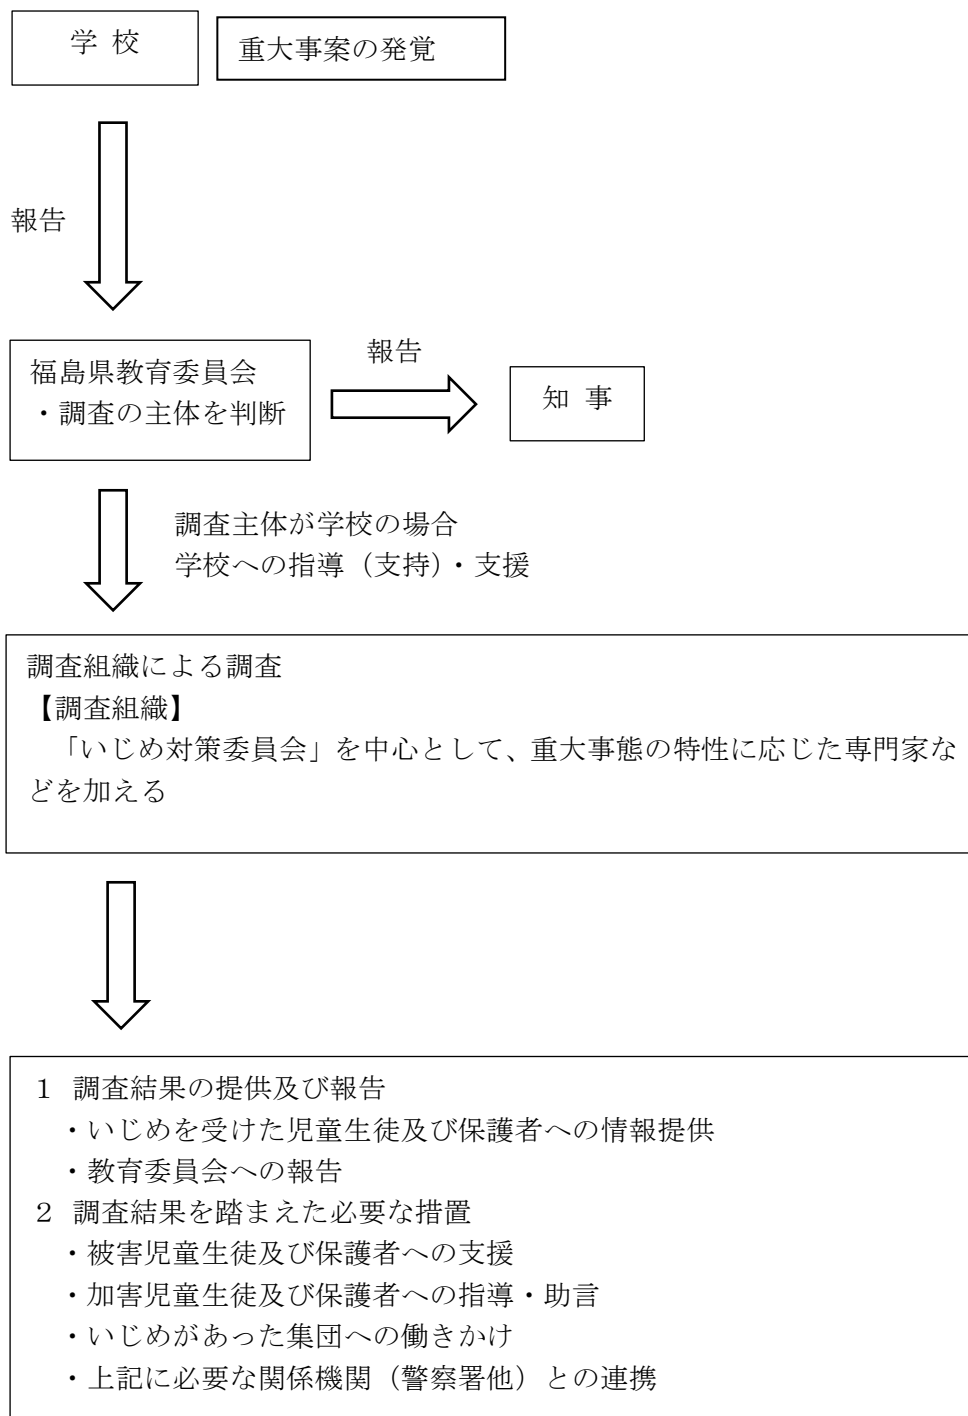 学 校
重大事案の発覚
報告
福島県教育委員会
・調査の主体を判断
報告
知 事
調査主体が学校の場合
学校への指導（支持）・支援
調査組織による調査
【調査組織】
「いじめ対策委員会」を中心として、重大事態の特性に応じた専門家な
どを加える
１ 調査結果の提供及び報告
・いじめを受けた児童生徒及び保護者への情報提供
・教育委員会への報告
２ 調査結果を踏まえた必要な措置
・被害児童生徒及び保護者への支援
・加害児童生徒及び保護者への指導・助言
・いじめがあった集団への働きかけ
・上記に必要な関係機関（警察署他）との連携